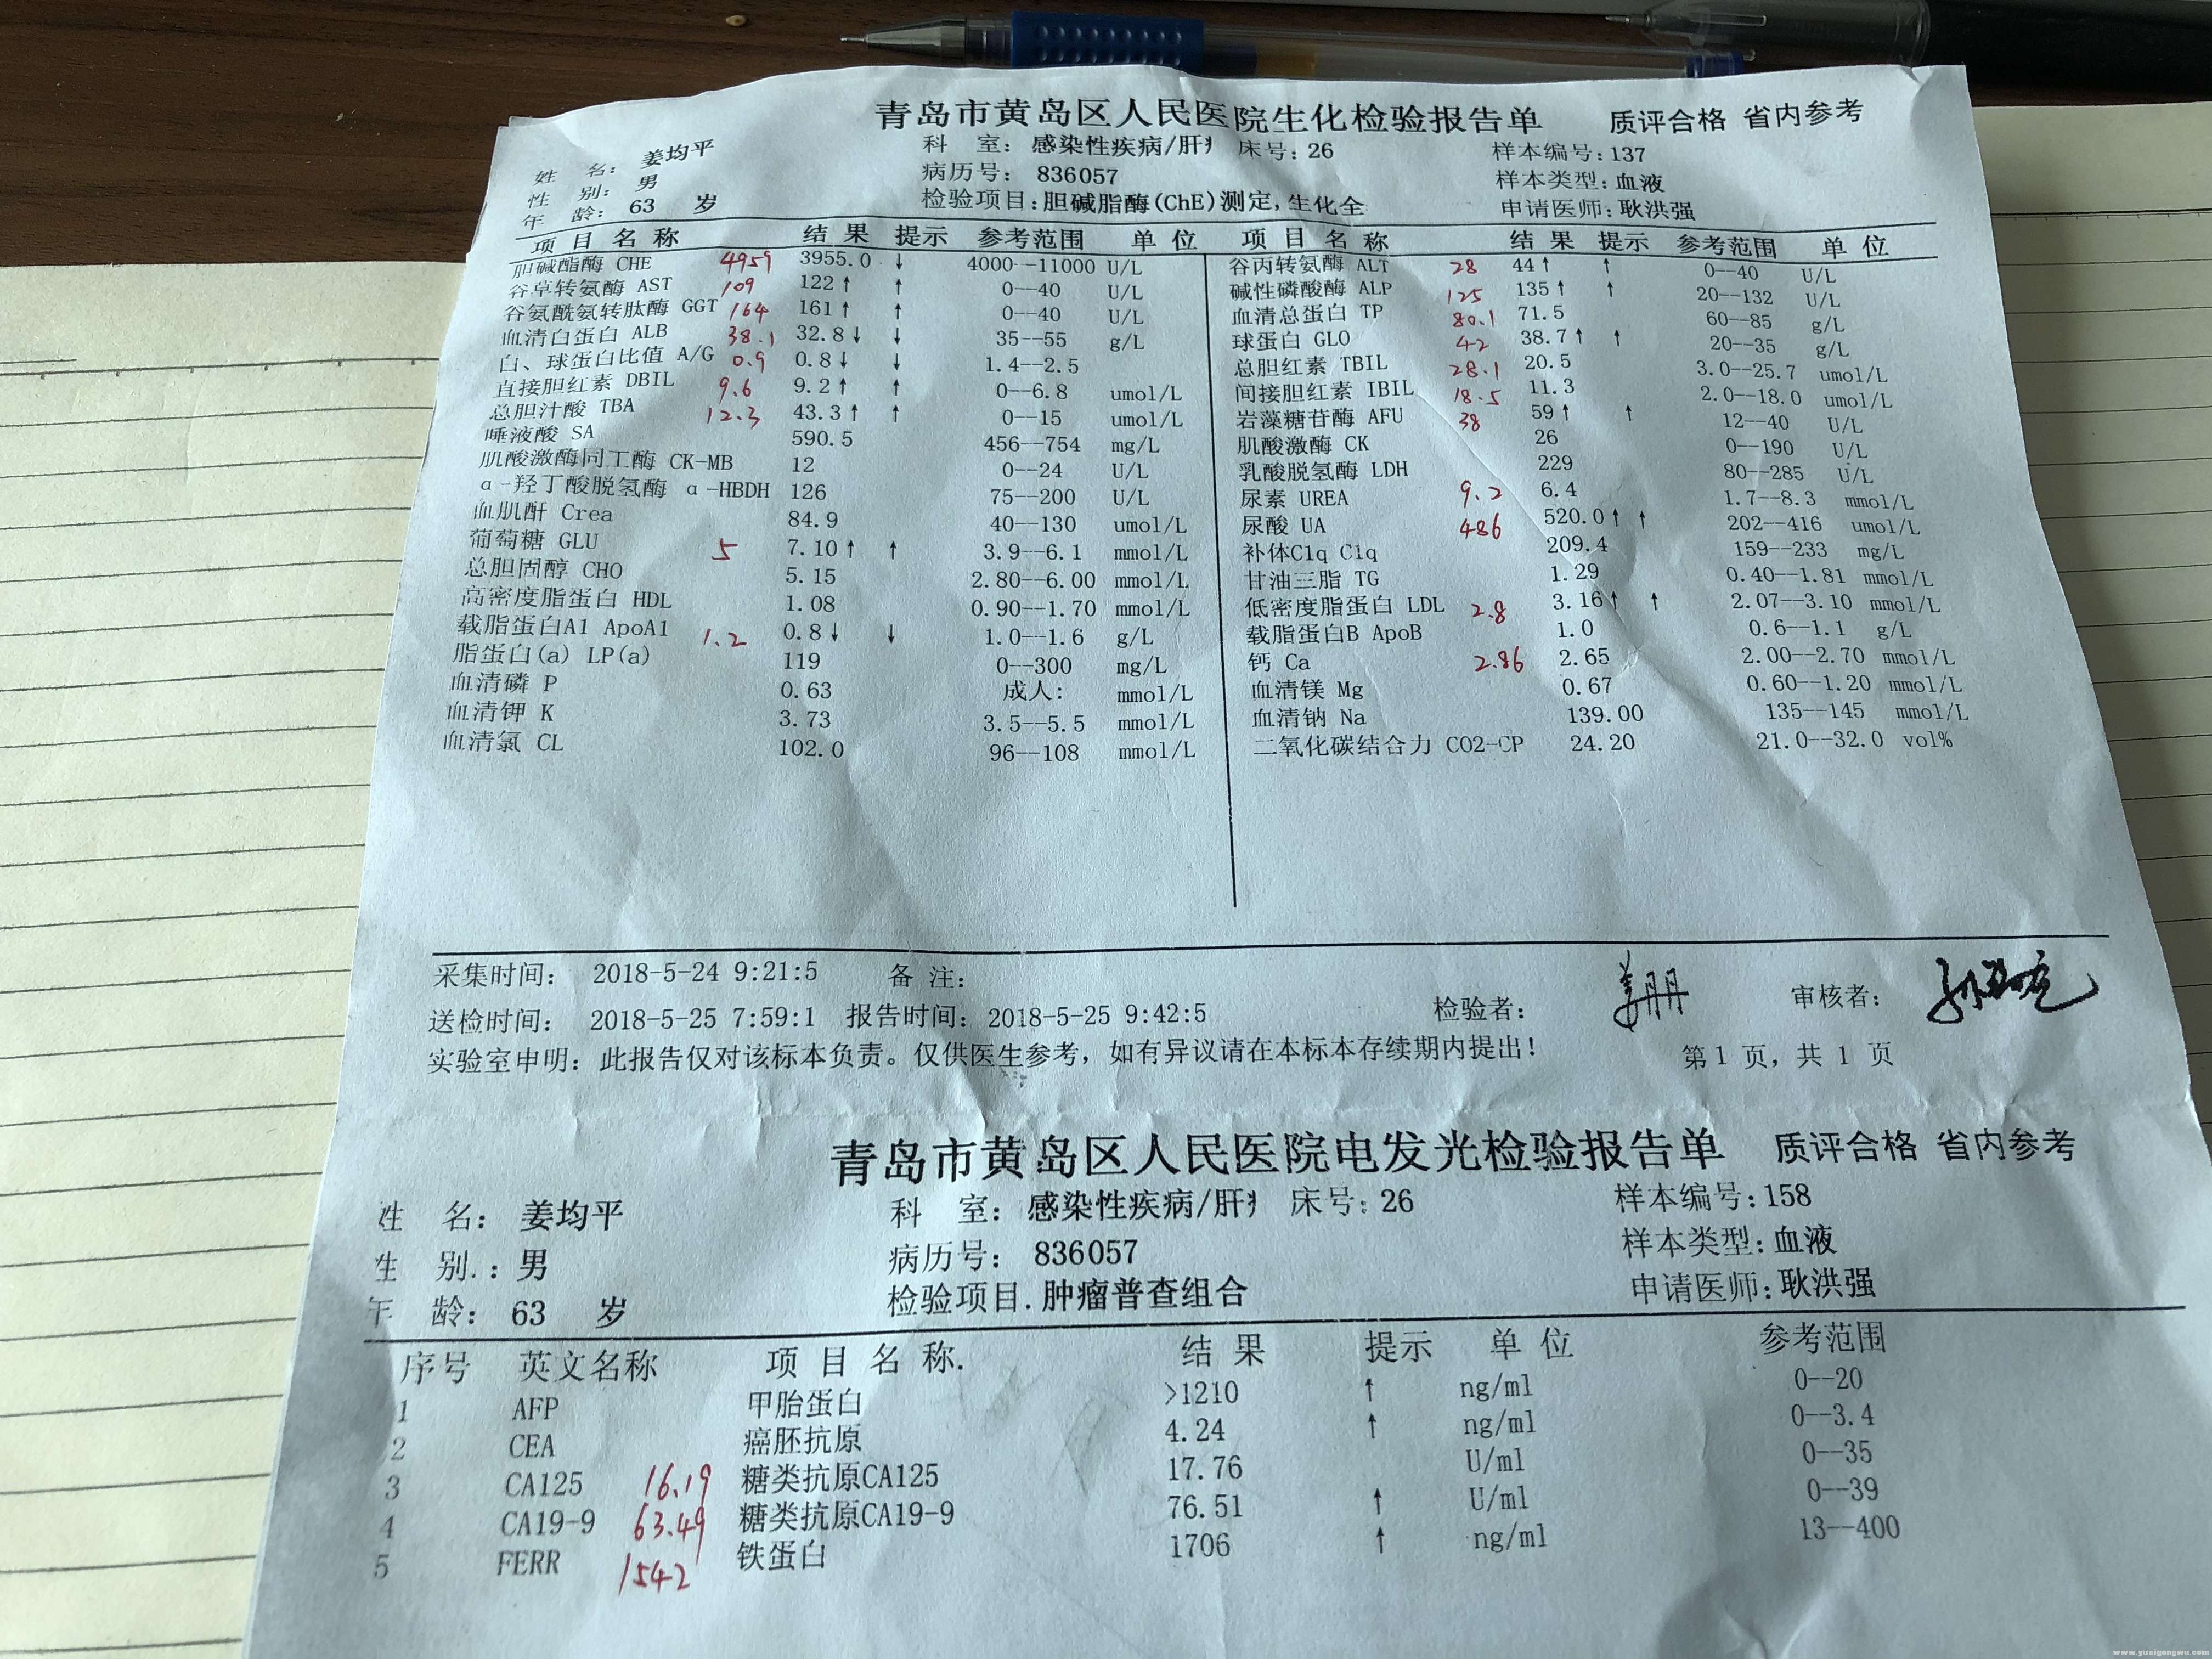 青岛市黄岛区人民医院生化检验报告单 质评合格 省内参考
姓 名: 姜均平 科 室: 感染性疾病/肝 床号: 26 样本编号: 137
性 别: 男 病历号: 836057 样本类型: 血液
年 龄: 63 岁 检验项目: 胆碱脂酶(ChE)测定, 生化全 申请医师: 耿洪强
项 目 名 称 结 果 提示 参考范围 单 位 项 目 名 称 结 果 提示 参考范围 单 位
胆碱酯酶 CHE 4959 3955.0 ↓ 4000--11000 U/L 谷丙转氨酶 ALT 28 44↑ ↑ 0--40 U/L
谷草转氨酶 AST 109 122↑ ↑ 0--40 U/L 碱性磷酸酶 ALP 125 135↑ ↑ 20--132 U/L
谷氨酰氨转肽酶 GGT 164 161↑ ↑ 0--40 U/L 血清总蛋白 TP 80.1 71.5 60--85 g/L
血清白蛋白 ALB 38.1 32.8↓ ↓ 35--55 g/L 球蛋白 GLO 42 38.7↑ ↑ 20--35 g/L
白、球蛋白比值 A/G 0.9 0.8↓ ↓ 1.4--2.5 总胆红素 TBIL 28.1 20.5 3.0--25.7 umol/L
直接胆红素 DBIL 9.6 9.2↑ ↑ 0--6.8 umol/L 间接胆红素 IBIL 18.5 11.3 2.0--18.0 umol/L
总胆汁酸 TBA 12.3 43.3↑ ↑ 0--15 umol/L 岩藻糖苷酶 AFU 38 59↑ ↑ 12--40 U/L
唾液酸 SA 590.5 456--754 mg/L 肌酸激酶 CK 26 0--190 U/L
肌酸激酶同工酶 CK-MB 12 0--24 U/L 乳酸脱氢酶 LDH 229 80--285 U/L
α-羟丁酸脱氢酶 α-HBDH 126 75--200 U/L 尿素 UREA 9.2 6.4 1.7--8.3 mmol/L
血肌酐 Crea 84.9 40--130 umol/L 尿酸 UA 486 520.0↑ ↑ 202--416 umol/L
葡萄糖 GLU 5 7.10↑ ↑ 3.9--6.1 mmol/L 补体C1q C1q 209.4 159--233 mg/L
总胆固醇 CHO 5.15 2.80--6.00 mmol/L 甘油三脂 TG 1.29 0.40--1.81 mmol/L
高密度脂蛋白 HDL 1.08 0.90--1.70 mmol/L 低密度脂蛋白 LDL 2.8 3.16↑ ↑ 2.07--3.10 mmol/L
载脂蛋白A1 ApoA1 1.2 0.8↓ ↓ 1.0--1.6 g/L 载脂蛋白B ApoB 1.0 0.6--1.1 g/L
脂蛋白(a) LP(a) 119 0--300 mg/L 钙 Ca 2.86 2.65 2.00--2.70 mmol/L
血清磷 P 0.63 成人: mmol/L 血清镁 Mg 0.67 0.60--1.20 mmol/L
血清钾 K 3.73 3.5--5.5 mmol/L 血清钠 Na 139.00 135--145 mmol/L
血清氯 CL 102.0 96--108 mmol/L 二氧化碳结合力 CO2-CP 24.20 21.0--32.0 vol%
采集时间: 2018-5-24 9:21:5 备 注:
送检时间: 2018-5-25 7:59:1 报告时间: 2018-5-25 9:42:5 检验者: 姜丹丹 审核者:
实验室申明: 此报告仅对该标本负责。仅供医生参考, 如有异议请在本标本存续期内提出! 第 1 页, 共 1 页
青岛市黄岛区人民医院电发光检验报告单 质评合格 省内参考
姓 名: 姜均平 科 室: 感染性疾病/肝 床号: 26 样本编号: 158
性 别.: 男 病历号: 836057 样本类型: 血液
年 龄: 63 岁 检验项目. 肿瘤普查组合 申请医师: 耿洪强
序号 英文名称 项 目 名 称. 结 果 提示 单 位 参考范围
1 AFP 甲胎蛋白 >1210 ↑ ng/ml 0--20
2 CEA 癌胚抗原 4.24 ↑ ng/ml 0--3.4
3 CA125 16.19 糖类抗原CA125 17.76 U/ml 0--35
4 CA19-9 63.49 糖类抗原CA19-9 76.51 ↑ U/ml 0--39
5 FERR 1542 铁蛋白 1706 ↑ ng/ml 13--400
www.yuaigongwu.com